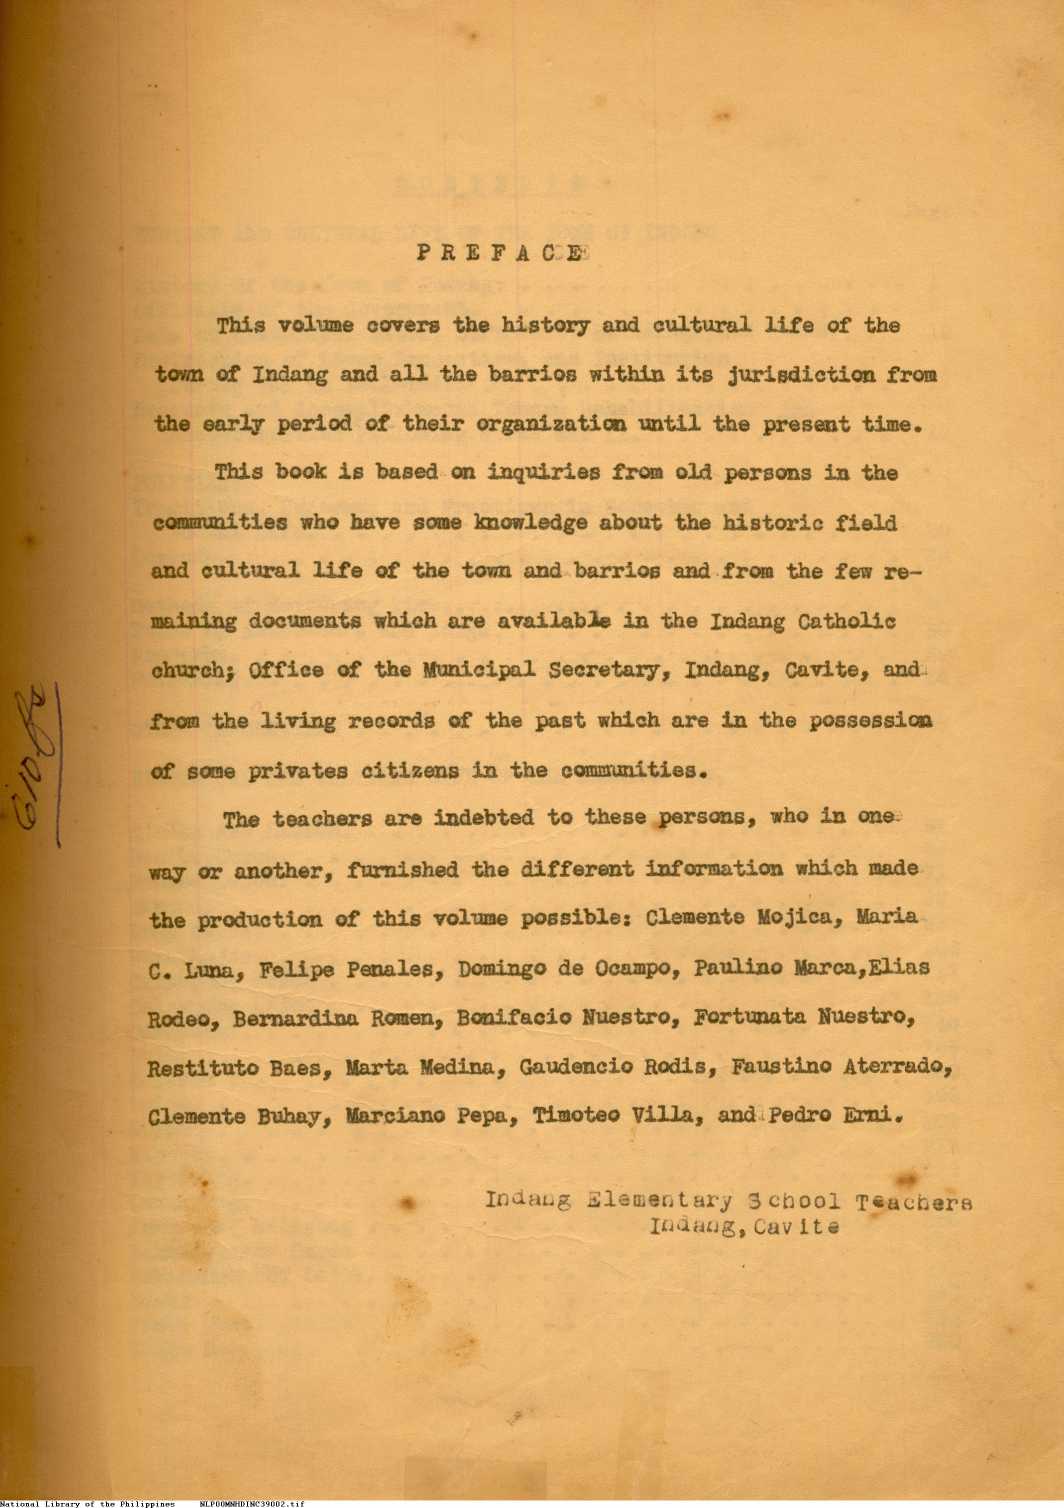 PREFACE
This volume covers the history and cultural life of the
town of Indang and all the barrios within its jurisdiction from
the early period of their organization until the present time.
This book is based on inquiries from old persons in the
communities who have some knowledge about the historic field
and cultural life of the town and barrios and from the few re-
maining documents which are available in the Indang Catholic
church; Office of the Municipal Secretary, Indang, Cavite, and
from the living records of the past which are in the possession
of some privates citizens in the communities.
The teachers are indebted to these persons, who in one
way or another, furnished the different information which made
the production of this volume possible: Clemente Mojica, Maria
C. Luna, Felipe Penales, Domingo de Ocampo, Paulino Marca,Elias
Rodeo, Bernardina Romen, Bonifacio Nuestro, Fortunata Nuestro,
Restituto Baes, Marta Medina, Gaudencio Rodis, Faustino Aterrado,
Clemente Buhay, Marciano Pepa, Timoteo Villa, and Pedro Erni.
Indang Elementary School Teachers
Indang,Cavite
National Library of the Philippines NLP00MNHDINC39002.tif